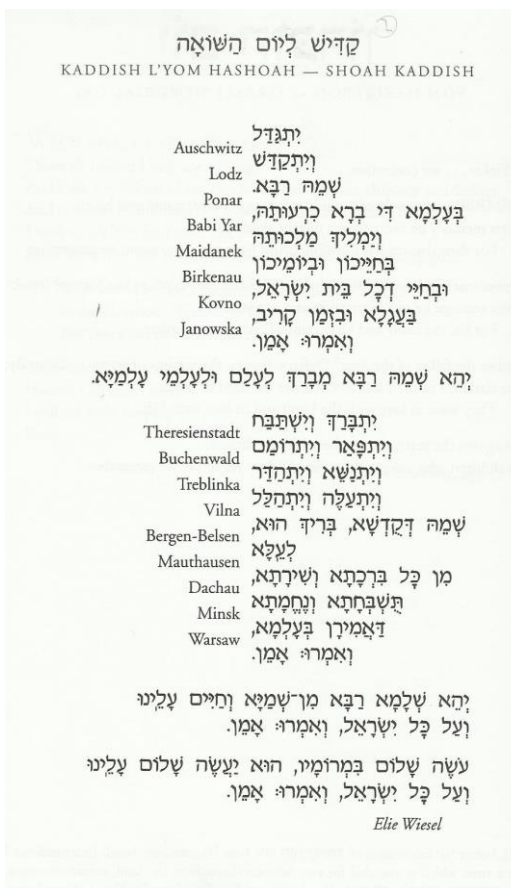 קַדִּישׁ לְיוֹם הַשּׁוֹאָה
KADDISH L'YOM HASHOAH — SHOAH KADDISH
יִתְגַּדַּל
Auschwitz
וְיִתְקַדַּשׁ
Lodz
שְׁמֵהּ רַבָּא.
Ponar
בְּעָלְמָא דִּי בְרָא כִרְעוּתֵהּ,
Babi Yar
וְיַמְלִיךְ מַלְכוּתֵהּ
Maidanek
בְּחַיֵּיכוֹן וּבְיוֹמֵיכוֹן
Birkenau
וּבְחַיֵּי דְכָל בֵּית יִשְׂרָאֵל,
Kovno
בַּעֲגָלָא וּבִזְמַן קָרִיב,
Janowska
וְאִמְרוּ: אָמֵן.
יְהֵא שְׁמֵהּ רַבָּא מְבָרַךְ לְעָלַם וּלְעָלְמֵי עָלְמַיָּא.
יִתְבָּרַךְ וְיִשְׁתַּבַּח
Theresienstadt
וְיִתְפָּאַר וְיִתְרוֹמַם
Buchenwald
וְיִתְנַשֵּׂא וְיִתְהַדַּר
Treblinka
וְיִתְעַלֶּה וְיִתְהַלַּל
Vilna
שְׁמֵהּ דְּקֻדְשָׁא, בְּרִיךְ הוּא,
Bergen-Belsen
לְעֵלָּא
Mauthausen
מִן כָּל בִּרְכָתָא וְשִׁירָתָא,
Dachau
תֻּשְׁבְּחָתָא וְנֶחֱמָתָא
Minsk
דַּאֲמִירָן בְּעָלְמָא,
Warsaw
וְאִמְרוּ: אָמֵן.
יְהֵא שְׁלָמָא רַבָּא מִן־שְׁמַיָּא וְחַיִּים עָלֵינוּ
וְעַל כָּל יִשְׂרָאֵל, וְאִמְרוּ: אָמֵן.
עֹשֶׂה שָׁלוֹם בִּמְרוֹמָיו, הוּא יַעֲשֶׂה שָׁלוֹם עָלֵינוּ
וְעַל כָּל יִשְׂרָאֵל, וְאִמְרוּ: אָמֵן.
Elie Wiesel